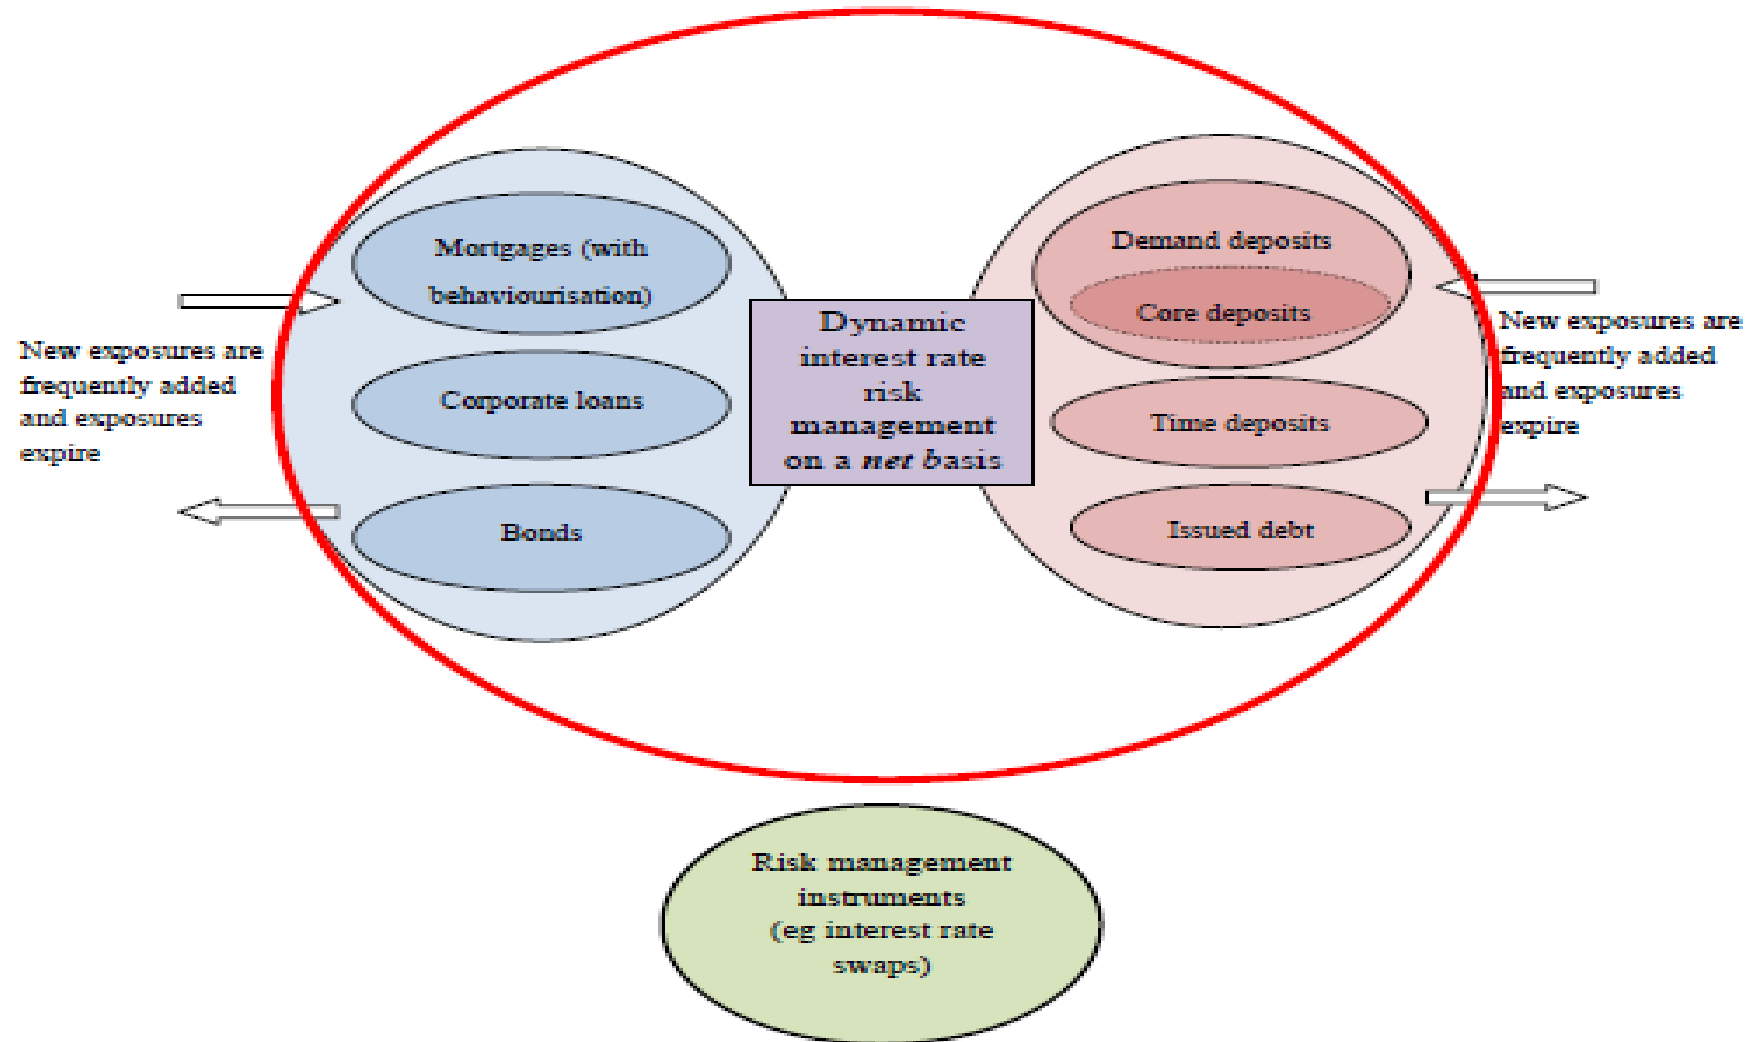 New exposures are
frequently added
and exposures
expire
Mortgages (with
behaviourisation)
Corporate loans
Bonds
Dynamic
interest rate
risk
management
on a net basis
Demand deposits
Core deposits
Time deposits
Issued debt
New exposures are
frequently added
and exposures
expire
Risk management
instruments
(eg interest rate
swaps)